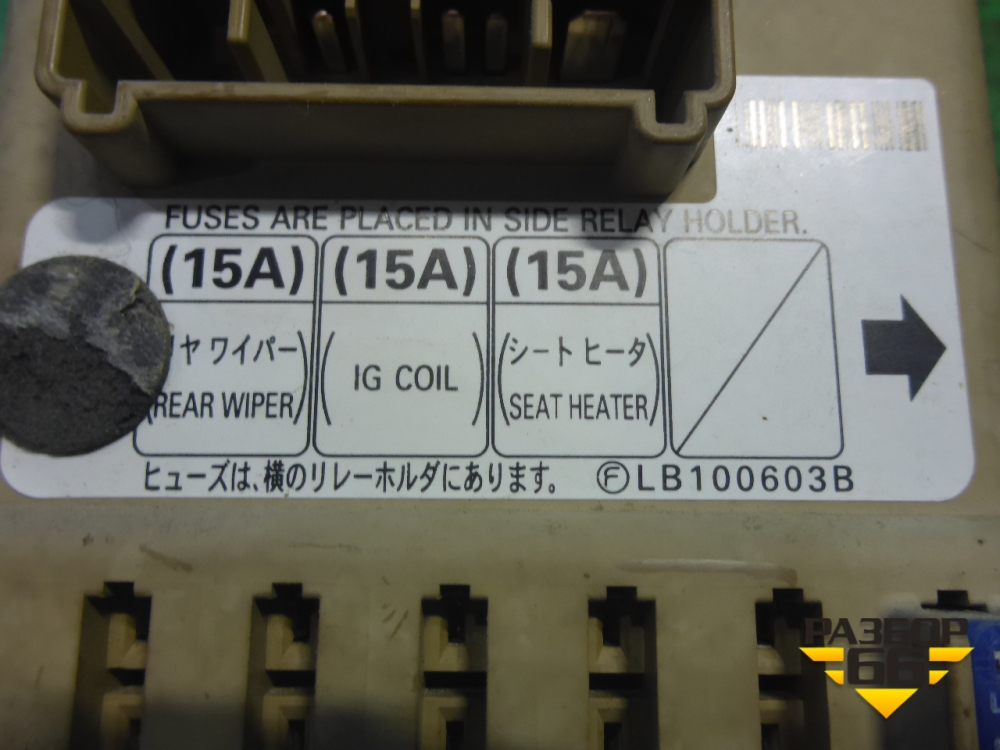 FUSES ARE PLACED IN SIDE RELAY HOLDER.
(15A) (15A) (15A)
ヤ ワイパー シート ヒータ
IG COIL
REAR WIPER SEAT HEATER
ヒューズは、横のリレーホルダにあります。 ⒻLB100603B
РАЗБОР
66